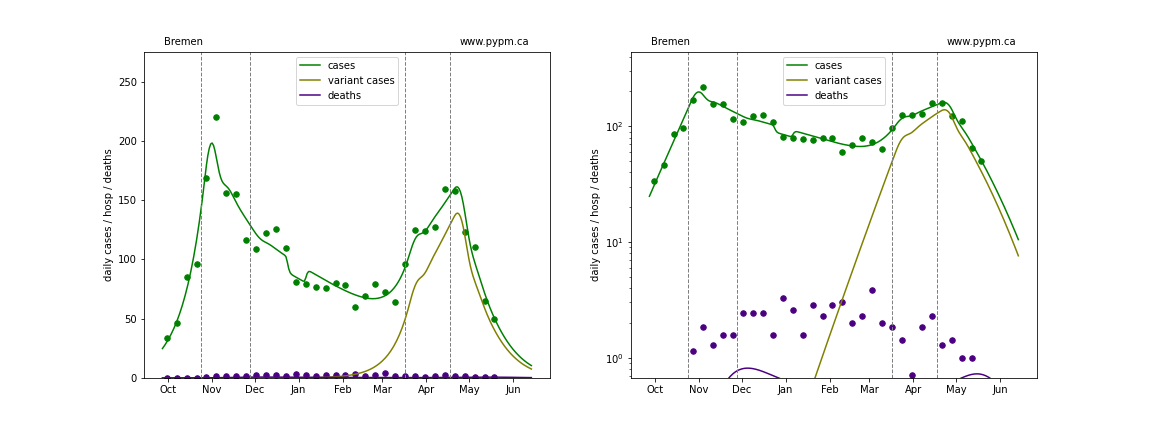 Bremen
www.pypm.ca
cases
variant cases
deaths
daily cases / hosp / deaths
250
200
150
100
50
0
Oct
Nov
Dec
Jan
Feb
Mar
Apr
May
Jun
Bremen
www.pypm.ca
cases
variant cases
deaths
daily cases / hosp / deaths
10²
10¹
10⁰
Oct
Nov
Dec
Jan
Feb
Mar
Apr
May
Jun